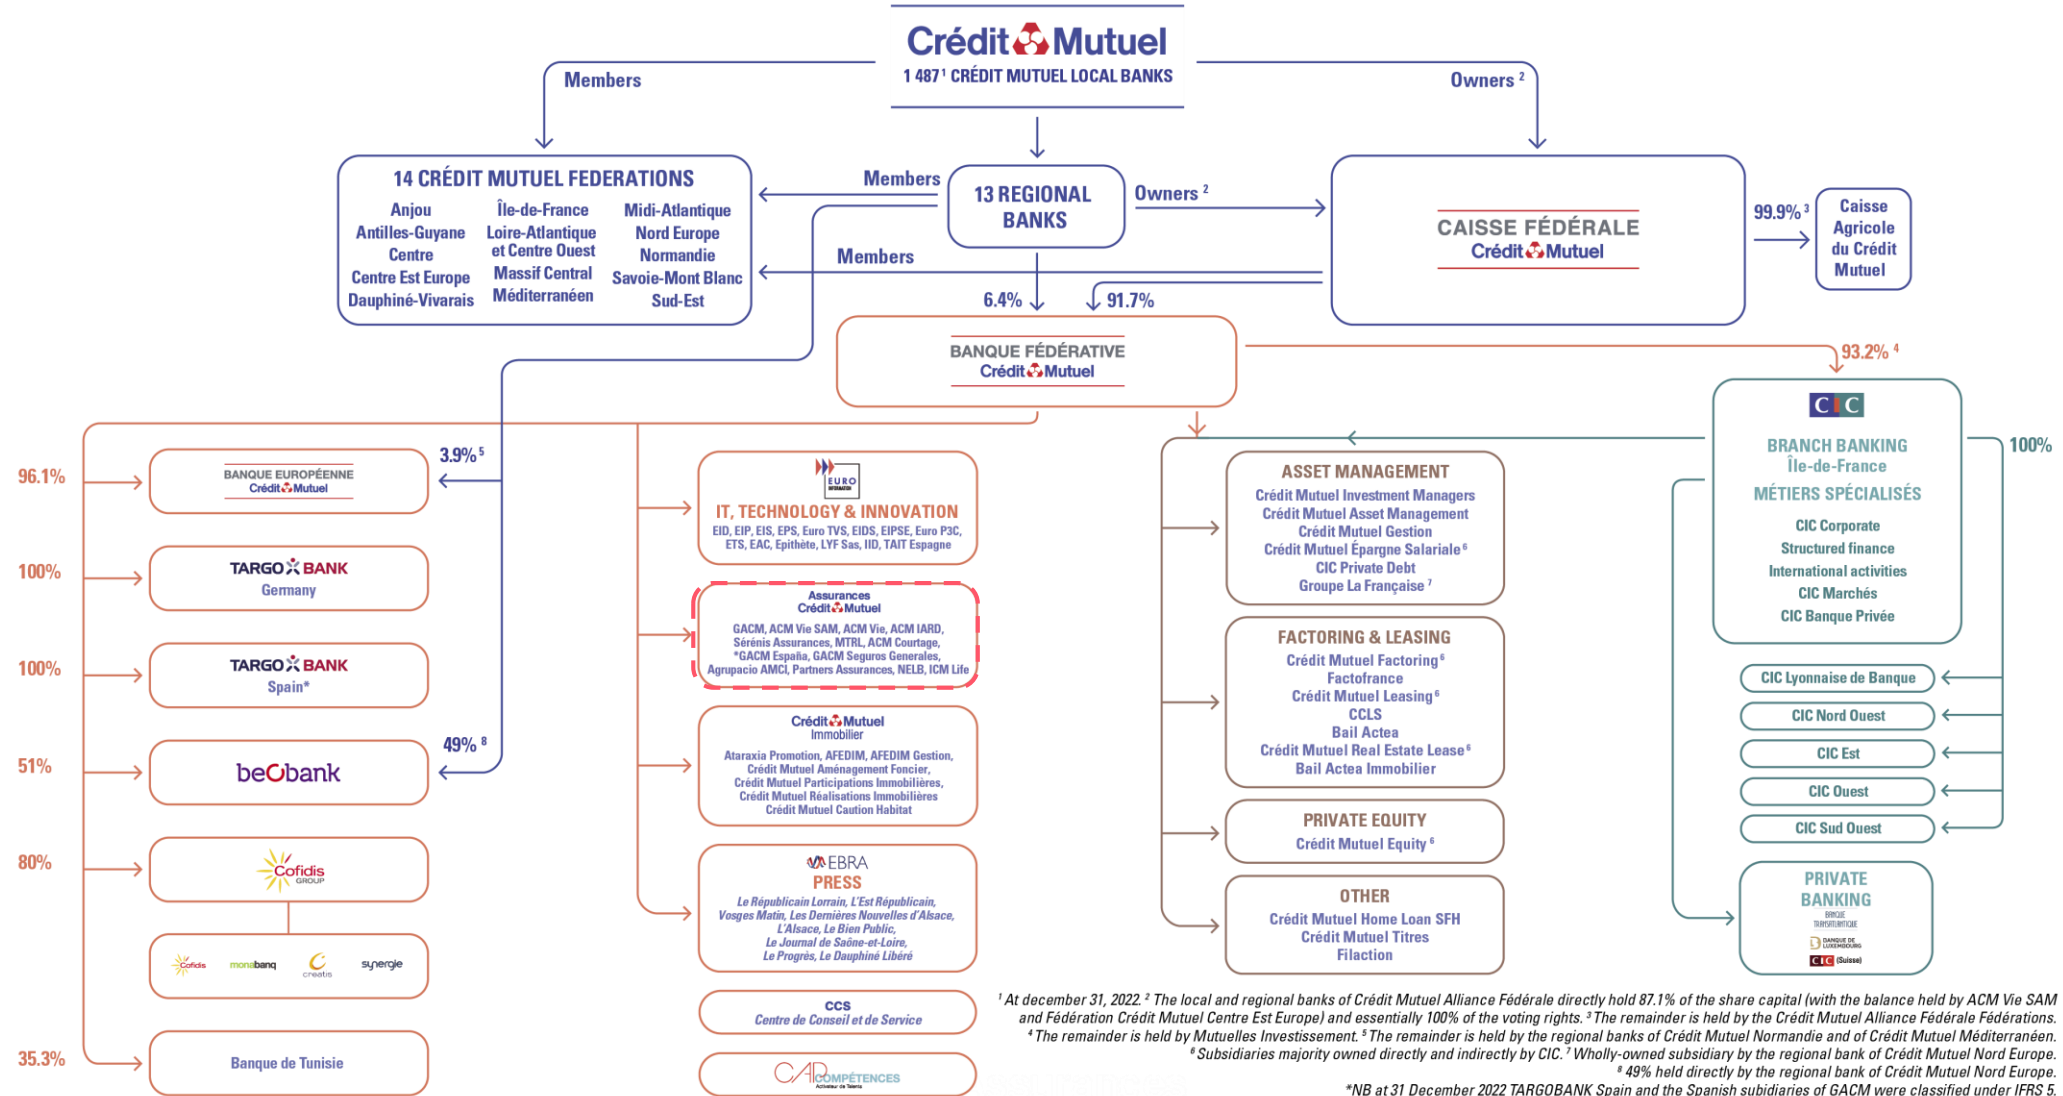 Crédit Mutuel
1 487¹ CRÉDIT MUTUEL LOCAL BANKS
Members
Owners ²
14 CRÉDIT MUTUEL FEDERATIONS
Anjou
Antilles-Guyane
Centre
Centre Est Europe
Dauphiné-Vivarais
Île-de-France
Loire-Atlantique
et Centre Ouest
Massif Central
Méditerranéen
Midi-Atlantique
Nord Europe
Normandie
Savoie-Mont Blanc
Sud-Est
Members
13 REGIONAL
BANKS
Owners ²
Members
CAISSE FÉDÉRALE
Crédit Mutuel
99.9% ³
Caisse
Agricole
du Crédit
Mutuel
6.4%
91.7%
BANQUE FÉDÉRATIVE
Crédit Mutuel
93.2% ⁴
96.1%
BANQUE EUROPÉENNE
Crédit Mutuel
3.9% ⁵
100%
TARGO BANK
Germany
100%
TARGO BANK
Spain*
51%
beobank
49% ⁸
80%
Cofidis
GROUP
Cofidis
monabanq
creatis
synergie
35.3%
Banque de Tunisie
EURO
INFORMATION
IT, TECHNOLOGY & INNOVATION
EID, EIP, EIS, EPS, Euro TVS, EIDS, EIPSE, Euro P3C,
ETS, EAC, Epithète, LYF Sas, IID, TAIT Espagne
Assurances
Crédit Mutuel
GACM, ACM Vie SAM, ACM Vie, ACM IARD,
Sérénis Assurances, MTRL, ACM Courtage,
*GACM España, GACM Seguros Generales,
Agrupacio AMCI, Partners Assurances, NELB, ICM Life
Crédit Mutuel
Immobilier
Ataraxia Promotion, AFEDIM, AFEDIM Gestion,
Crédit Mutuel Aménagement Foncier,
Crédit Mutuel Participations Immobilières,
Crédit Mutuel Réalisations Immobilières
Crédit Mutuel Caution Habitat
EBRA
PRESS
Le Républicain Lorrain, L'Est Républicain,
Vosges Matin, Les Dernières Nouvelles d'Alsace,
L'Alsace, Le Bien Public,
Le Journal de Saône-et-Loire,
Le Progrès, Le Dauphiné Libéré
CCS
Centre de Conseil et de Service
CAP COMPÉTENCES
Activateur de Talents
ASSET MANAGEMENT
Crédit Mutuel Investment Managers
Crédit Mutuel Asset Management
Crédit Mutuel Gestion
Crédit Mutuel Épargne Salariale ⁶
CIC Private Debt
Groupe La Française ⁷
FACTORING & LEASING
Crédit Mutuel Factoring ⁶
Factofrance
Crédit Mutuel Leasing ⁶
CCLS
Bail Actea
Crédit Mutuel Real Estate Lease ⁶
Bail Actea Immobilier
PRIVATE EQUITY
Crédit Mutuel Equity ⁶
OTHER
Crédit Mutuel Home Loan SFH
Crédit Mutuel Titres
Filaction
CIC
BRANCH BANKING
Île-de-France
MÉTIERS SPÉCIALISÉS
CIC Corporate
Structured finance
International activities
CIC Marchés
CIC Banque Privée
100%
CIC Lyonnaise de Banque
CIC Nord Ouest
CIC Est
CIC Ouest
CIC Sud Ouest
PRIVATE
BANKING
BANQUE
TRANSATLANTIQUE
BANQUE DE
LUXEMBOURG
CIC (Suisse)
¹ At december 31, 2022. ² The local and regional banks of Crédit Mutuel Alliance Fédérale directly hold 87.1% of the share capital (with the balance held by ACM Vie SAM
and Fédération Crédit Mutuel Centre Est Europe) and essentially 100% of the voting rights. ³ The remainder is held by the Crédit Mutuel Alliance Fédérale Fédérations.
⁴ The remainder is held by Mutuelles Investissement. ⁵ The remainder is held by the regional banks of Crédit Mutuel Normandie and of Crédit Mutuel Méditerranéen.
⁶ Subsidiaries majority owned directly and indirectly by CIC. ⁷ Wholly-owned subsidiary by the regional bank of Crédit Mutuel Nord Europe.
⁸ 49% held directly by the regional bank of Crédit Mutuel Nord Europe.
*NB at 31 December 2022 TARGOBANK Spain and the Spanish subidiaries of GACM were classified under IFRS 5.